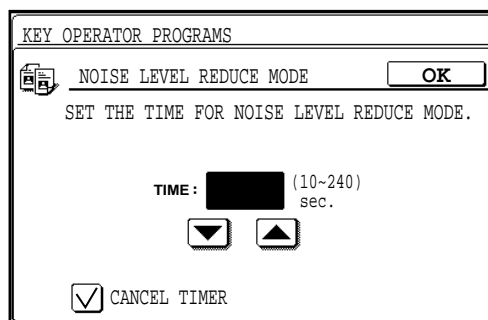 KEY OPERATOR PROGRAMS
NOISE LEVEL REDUCE MODE OK
SET THE TIME FOR NOISE LEVEL REDUCE MODE.
TIME: (10~240)
sec.
CANCEL TIMER